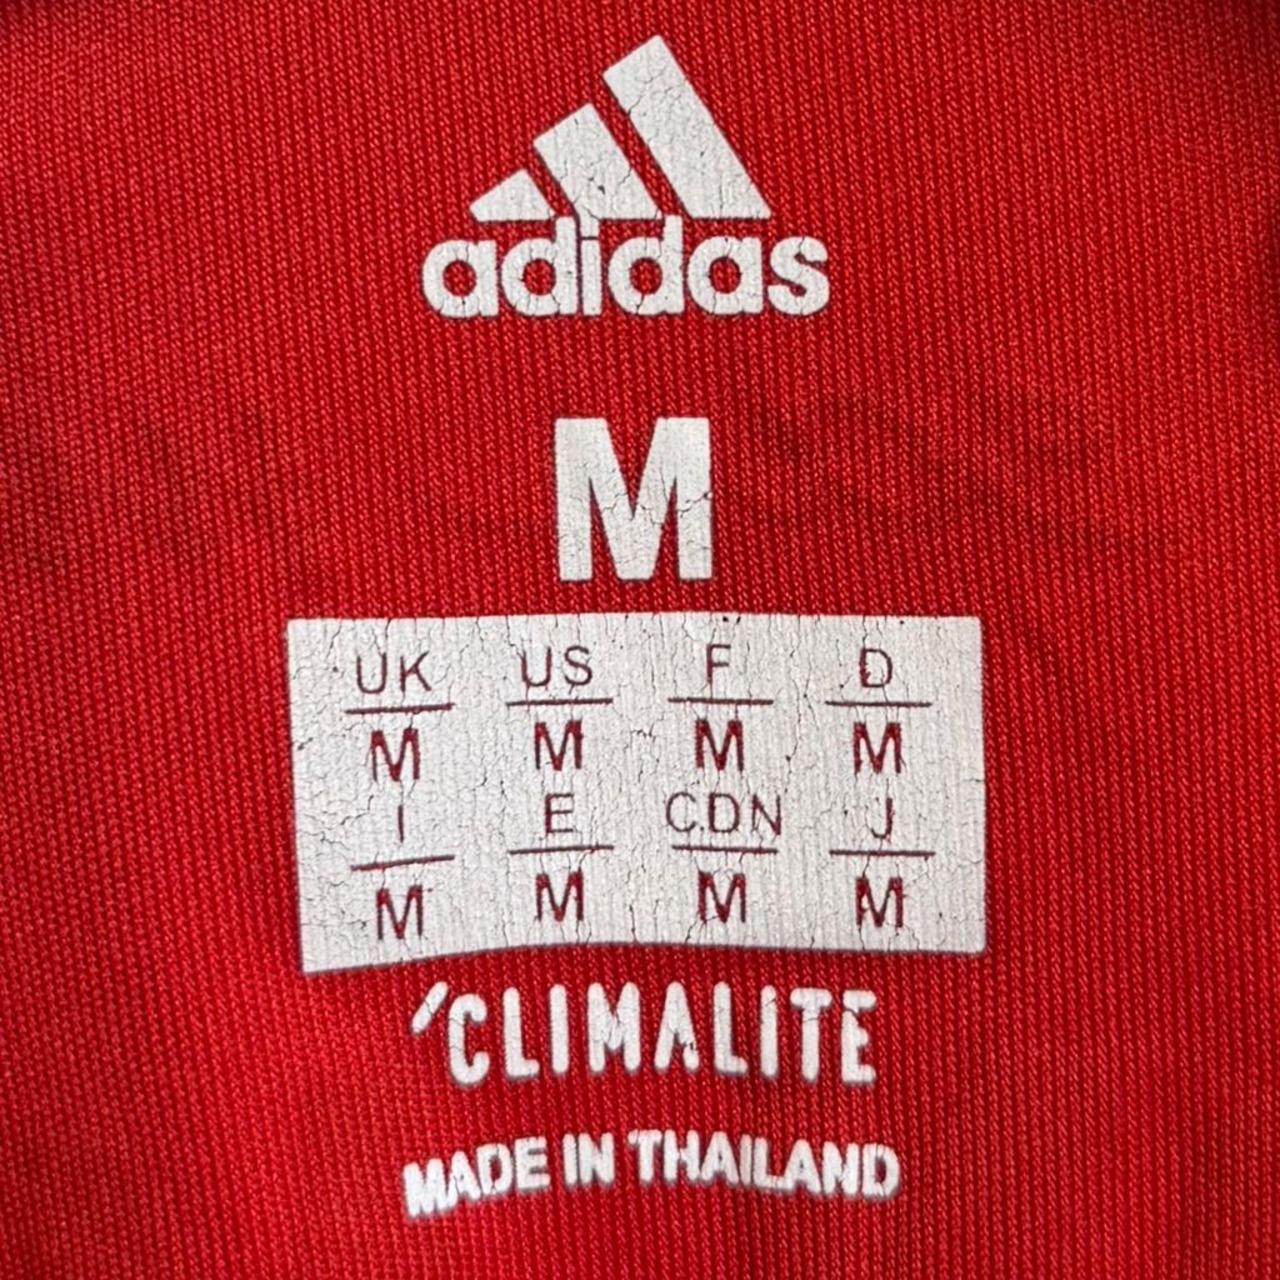 adidas
M
UK US F D
M M M M
I E CDN J
M M M M
'CLIMALITE
MADE IN THAILAND